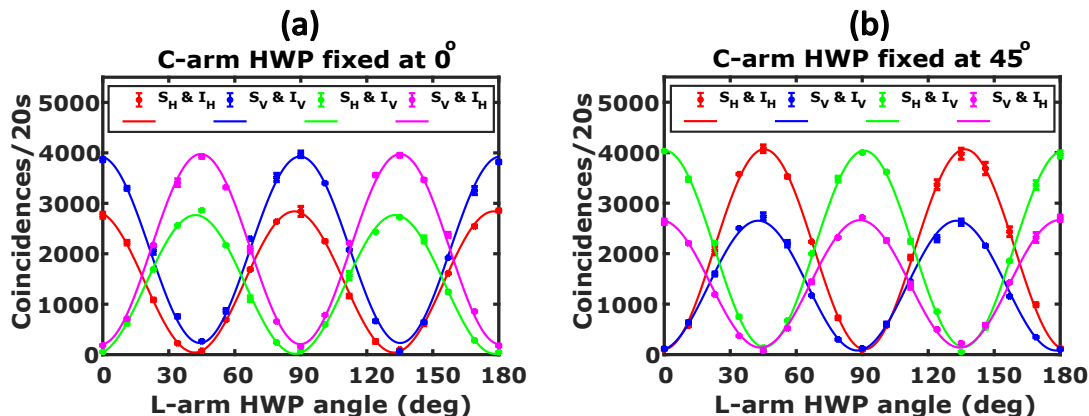 (a)
C-arm HWP fixed at 0°
S_H & I_H S_V & I_V S_H & I_V S_V & I_H
Coincidences/20s
5000
4000
3000
2000
1000
0
0 30 60 90 120 150 180
L-arm HWP angle (deg)
(b)
C-arm HWP fixed at 45°
S_H & I_H S_V & I_V S_H & I_V S_V & I_H
Coincidences/20s
5000
4000
3000
2000
1000
0
0 30 60 90 120 150 180
L-arm HWP angle (deg)